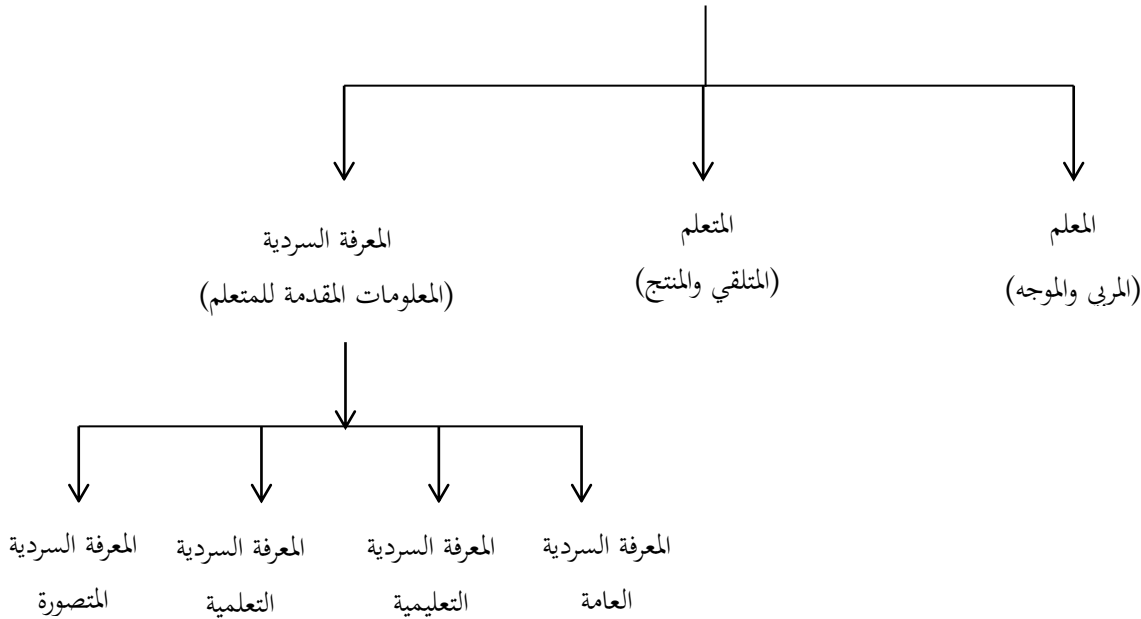 المعلم
(المربى والموجه)
المتعلم
(المتلقي والمنتج)
المعرفة السردية
(المعلومات المقدمة للمتعلم)
المعرفة السردية
العامة
المعرفة السردية
التعليمية
المعرفة السردية
التعلمية
المعرفة السردية
المتصورة